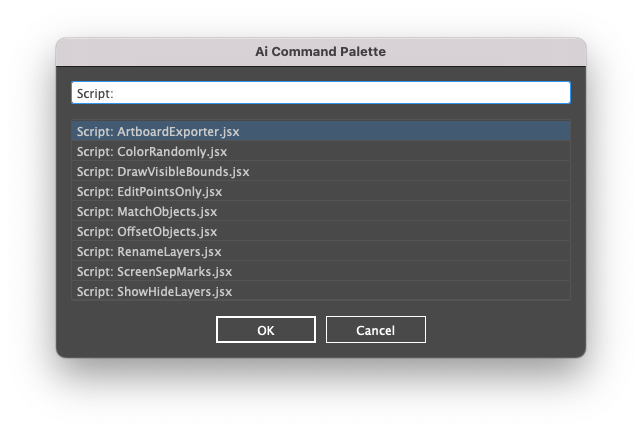 Ai Command Palette
Script:
Script: ArtboardExporter.jsx
Script: ColorRandomly.jsx
Script: DrawVisibleBounds.jsx
Script: EditPointsOnly.jsx
Script: MatchObjects.jsx
Script: OffsetObjects.jsx
Script: RenameLayers.jsx
Script: ScreenSepMarks.jsx
Script: ShowHideLayers.jsx
OK Cancel